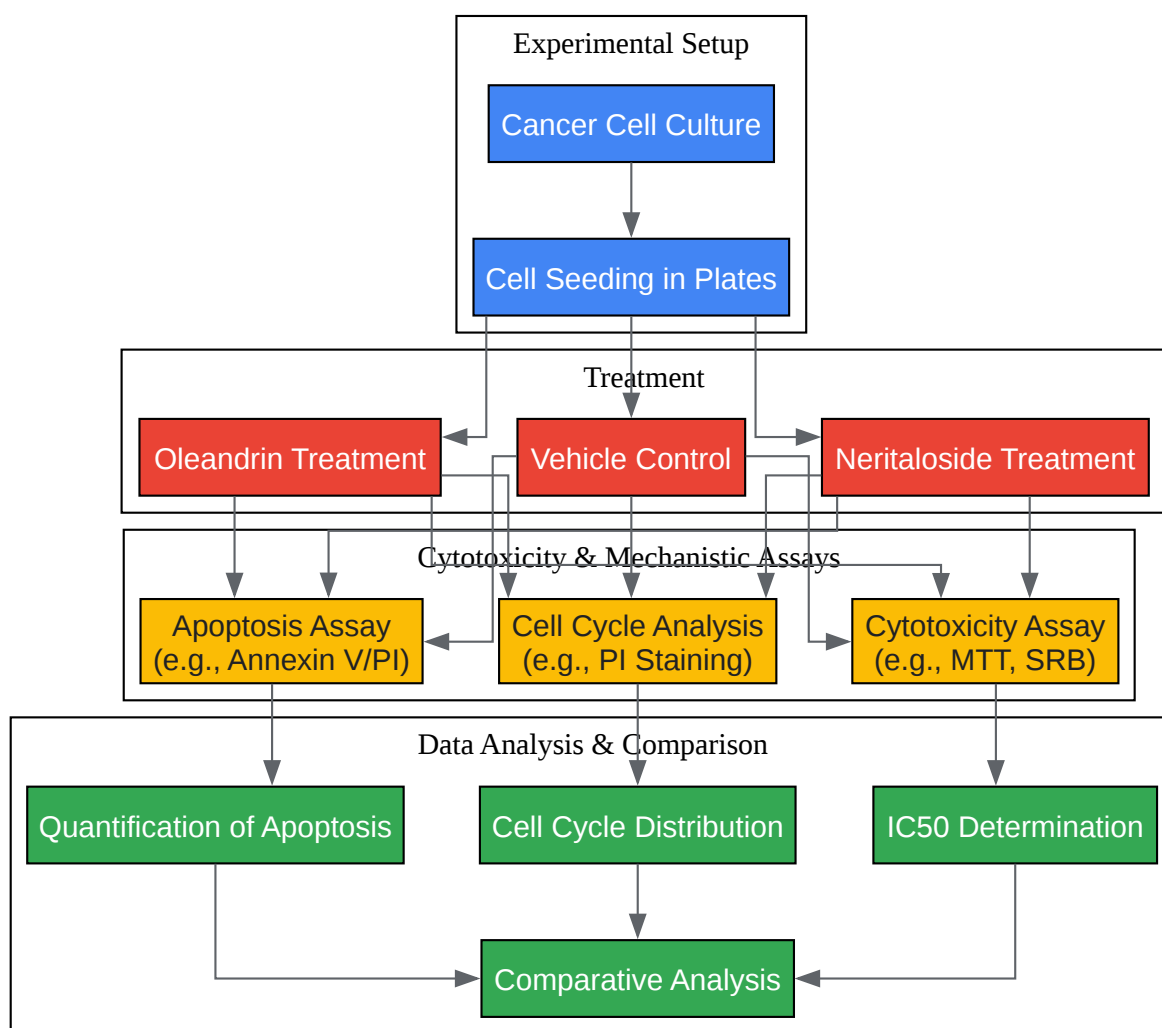 Experimental Setup
Cancer Cell Culture
Cell Seeding in Plates
Treatment
Oleandrin Treatment
Vehicle Control
Neritaloside Treatment
Cytotoxicity & Mechanistic Assays
Apoptosis Assay
(e.g., Annexin V/PI)
Cell Cycle Analysis
(e.g., PI Staining)
Cytotoxicity Assay
(e.g., MTT, SRB)
Data Analysis & Comparison
Quantification of Apoptosis
Cell Cycle Distribution
IC50 Determination
Comparative Analysis